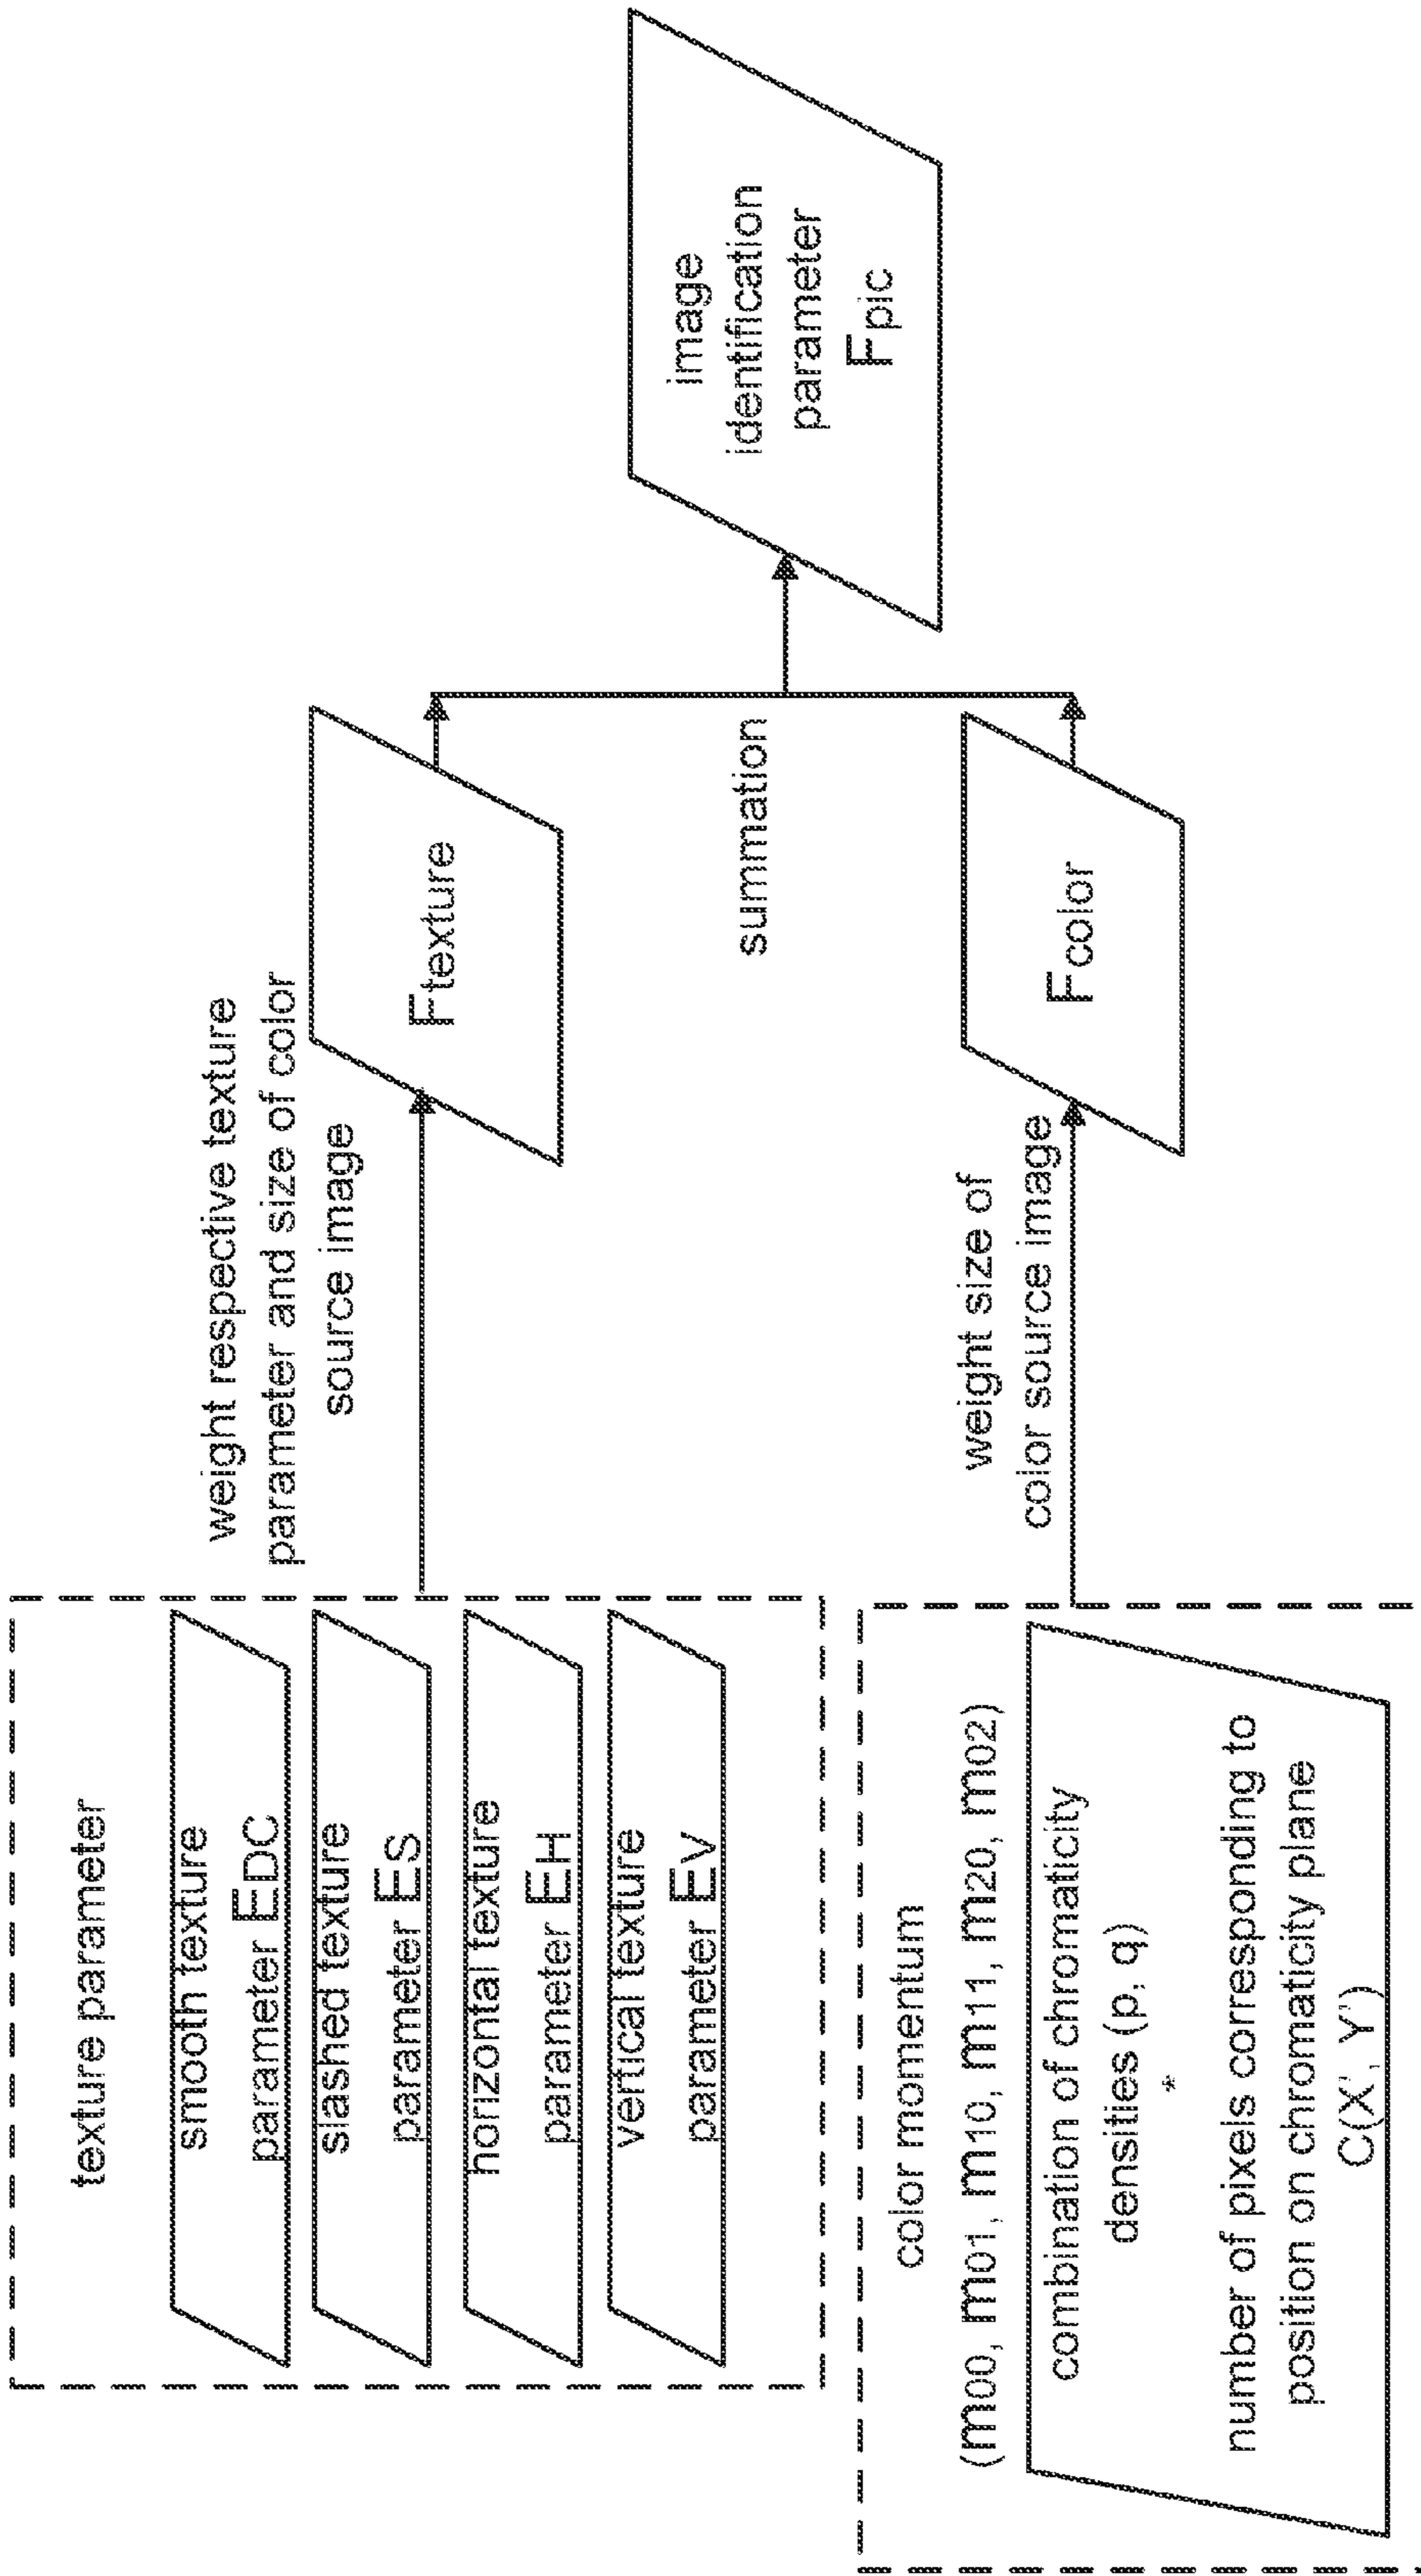 texture parameter
smooth texture
parameter EDC
slashed texture
parameter ES
horizontal texture
parameter EH
vertical texture
parameter EV
weight respective texture
parameter and size of color
source image
Ftexture
color momentum
(m00, m01, m10, m11, m20, m02)
combination of chromaticity
densities (p, q)
*
number of pixels corresponding to
position on chromaticity plane
C(X', Y')
weight size of
color source image
Fcolor
summation
image
identification
parameter
Fpic